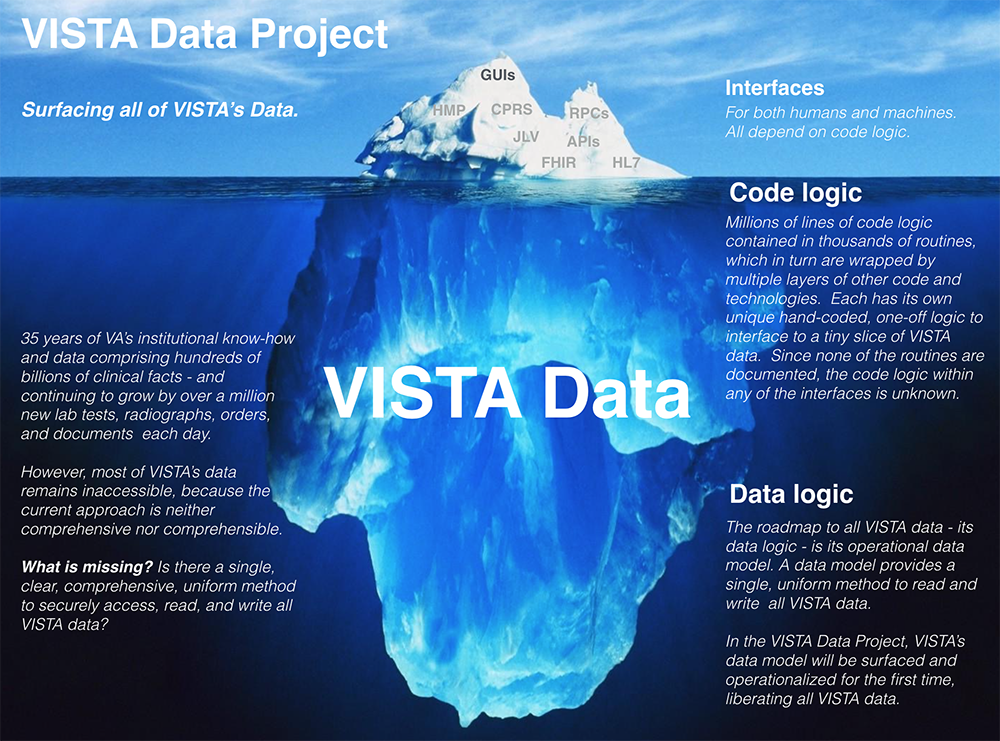 VISTA Data Project
Surfacing all of VISTA's Data.
GUIs
HMP
CPRS
RPCs
JLV
APIs
FHIR
HL7
Interfaces
For both humans and machines.
All depend on code logic.
Code logic
Millions of lines of code logic
contained in thousands of routines,
which in turn are wrapped by
multiple layers of other code and
technologies.  Each has its own
unique hand-coded, one-off logic to
interface to a tiny slice of VISTA
data.  Since none of the routines are
documented, the code logic within
any of the interfaces is unknown.
35 years of VA's institutional know-how
and data comprising hundreds of
billions of clinical facts - and
continuing to grow by over a million
new lab tests, radiographs, orders,
and documents  each day.
However, most of VISTA's data
remains inaccessible, because the
current approach is neither
comprehensive nor comprehensible.
What is missing? Is there a single,
clear, comprehensive, uniform method
to securely access, read, and write all
VISTA data?
VISTA Data
Data logic
The roadmap to all VISTA data - its
data logic - is its operational data
model. A data model provides a
single, uniform method to read and
write  all VISTA data.
In the VISTA Data Project, VISTA's
data model will be surfaced and
operationalized for the first time,
liberating all VISTA data.